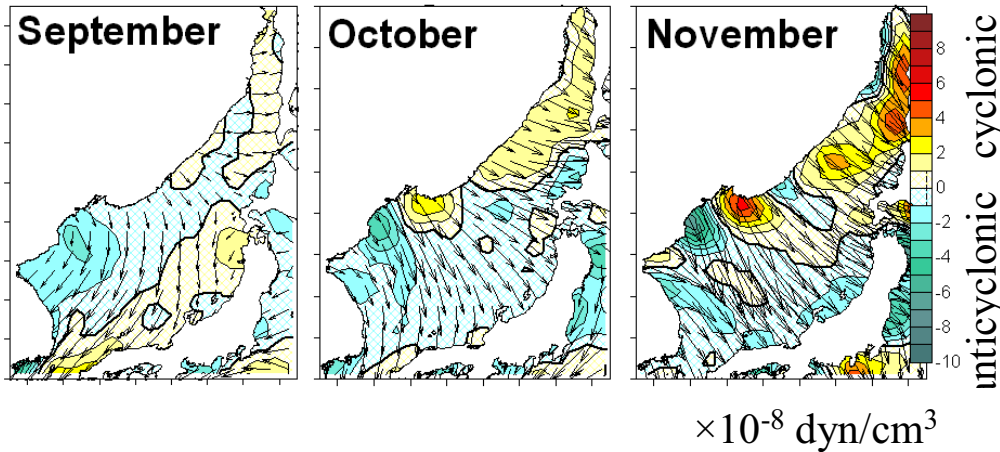 September
October
November
8
6
4
2
0
-2
-4
-6
-8
-10
cyclonic
anticyclonic
×10⁻⁸ dyn/cm³